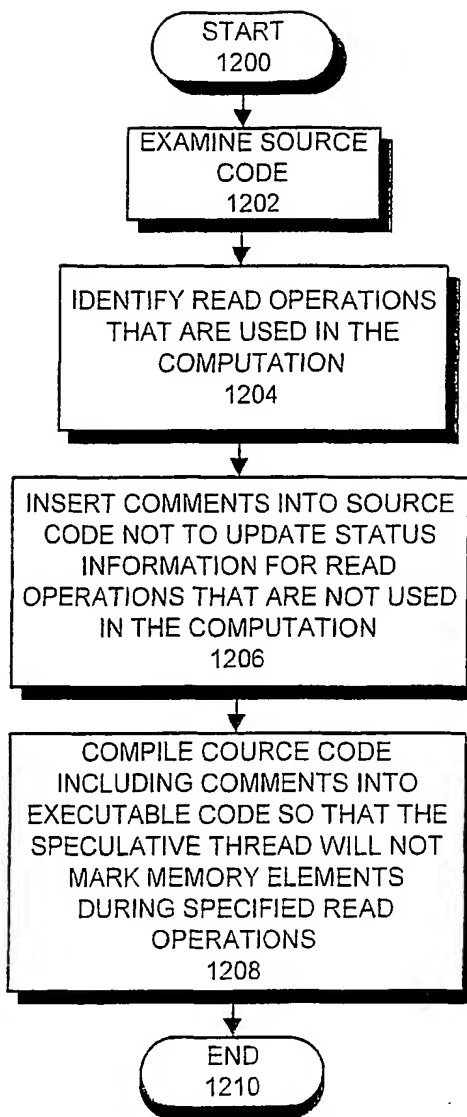 START
1200
EXAMINE SOURCE
CODE
1202
IDENTIFY READ OPERATIONS
THAT ARE USED IN THE
COMPUTATION
1204
INSERT COMMENTS INTO SOURCE
CODE NOT TO UPDATE STATUS
INFORMATION FOR READ
OPERATIONS THAT ARE NOT USED
IN THE COMPUTATION
1206
COMPILE COURCE CODE
INCLUDING COMMENTS INTO
EXECUTABLE CODE SO THAT THE
SPECULATIVE THREAD WILL NOT
MARK MEMORY ELEMENTS
DURING SPECIFIED READ
OPERATIONS
1208
END
1210